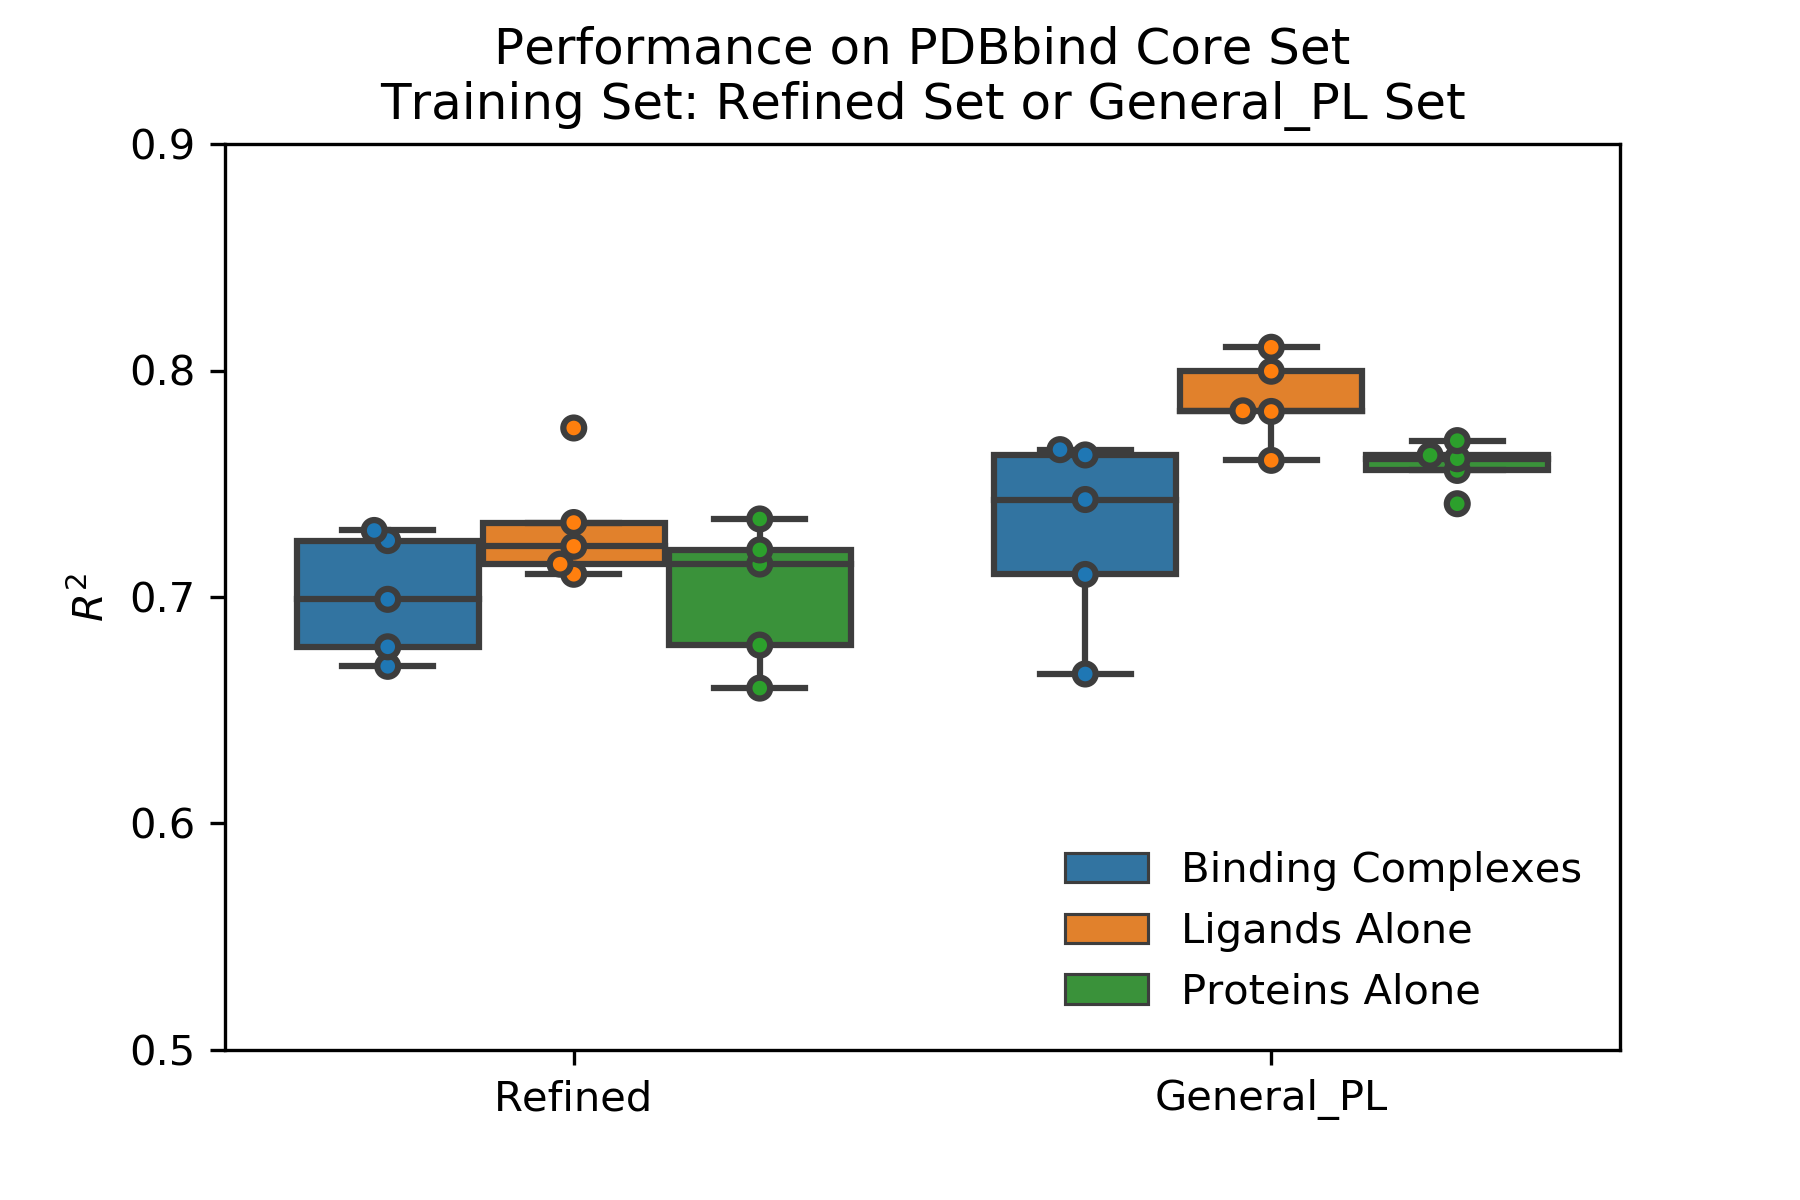 Performance on PDBbind Core Set
Training Set: Refined Set or General_PL Set
0.9
0.8
0.7
0.6
0.5
R²
Refined
General_PL
Binding Complexes
Ligands Alone
Proteins Alone